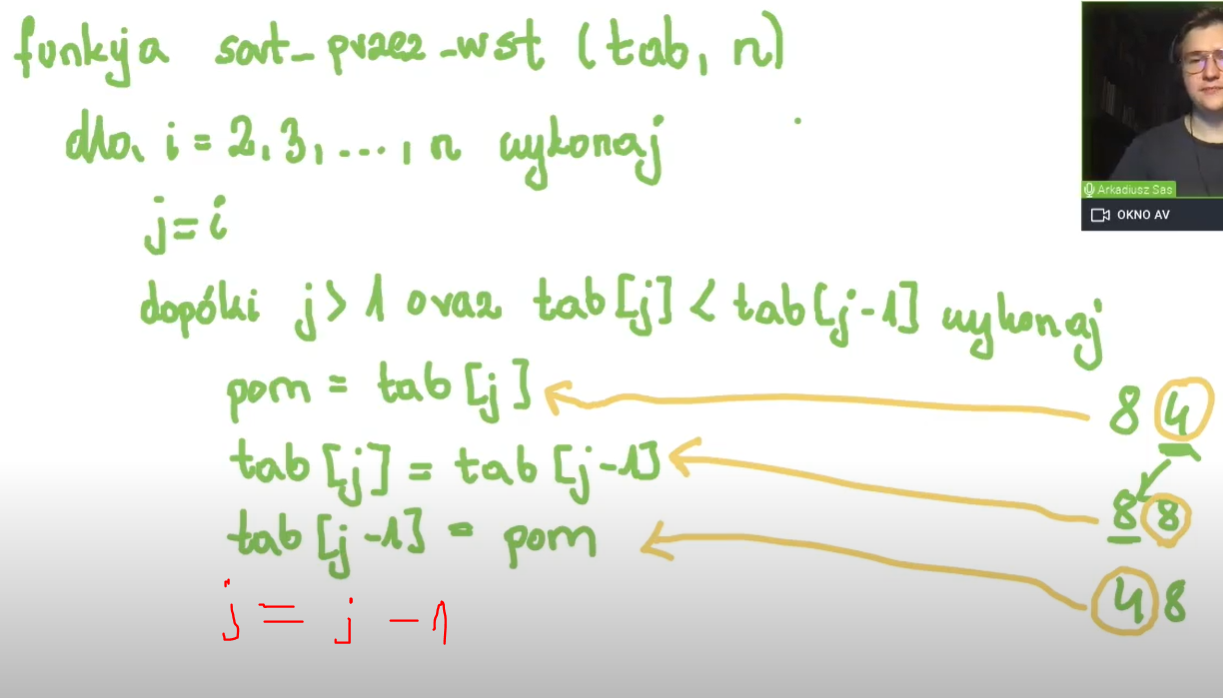 funkcja sort_przez_wst (tab, n)
dla i = 2, 3, ..., n wykonaj
j = i
dopóki j > 1 oraz tab [j] < tab [j-1] wykonaj
pom = tab [j]
8 4
tab [j] = tab [j-1]
8 8
tab [j-1] = pom
4 8
j = j - 1
Arkadiusz Sas
OKNO AV